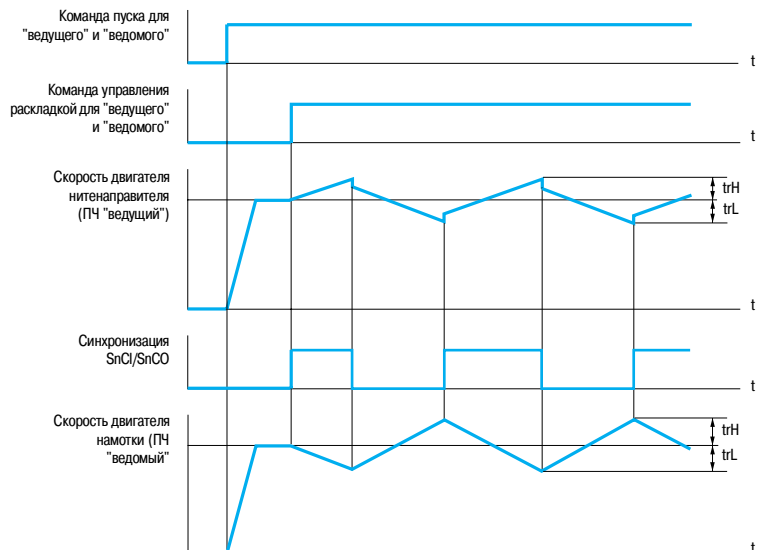 Команда пуска для
"ведущего" и "ведомого"
t
Команда управления
раскладкой для "ведущего"
и "ведомого"
t
Скорость двигателя
нитенаправителя
(ПЧ "ведущий")
trH
trL
t
Синхронизация
SnCI/SnCO
t
Скорость двигателя
намотки (ПЧ
"ведомый"
trH
trL
t